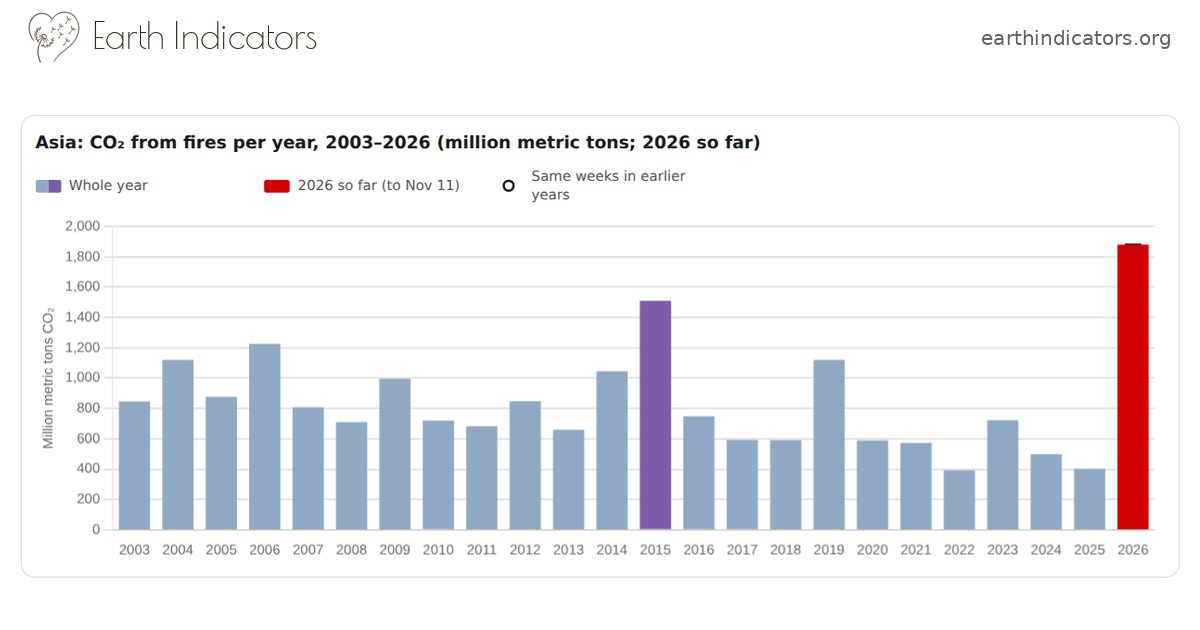 Earth Indicators
earthindicators.org
Asia: CO₂ from fires per year, 2003–2026 (million metric tons; 2026 so far)
Whole year
2026 so far (to Nov 11)
Same weeks in earlier
years
Million metric tons CO₂
2,000
1,800
1,600
1,400
1,200
1,000
800
600
400
200
0
2003 2004 2005 2006 2007 2008 2009 2010 2011 2012 2013 2014 2015 2016 2017 2018 2019 2020 2021 2022 2023 2024 2025 2026